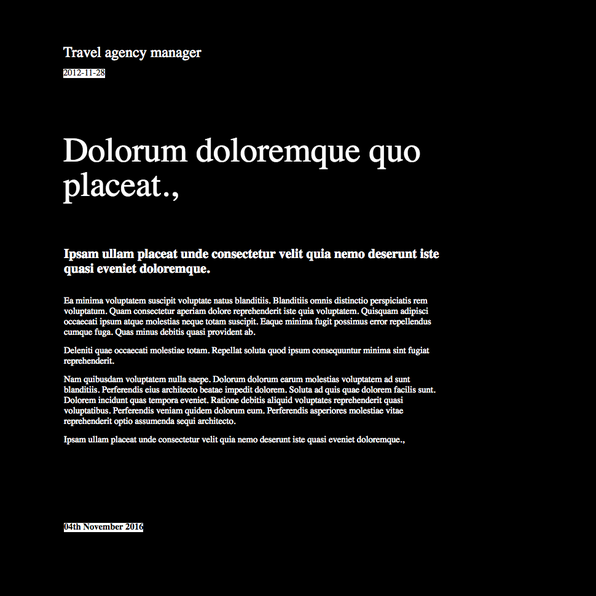 Travel agency manager
2012-11-28
Dolorum doloremque quo
placeat.,
Ipsam ullam placeat unde consectetur velit quia nemo deserunt iste
quasi eveniet doloremque.
Ea minima voluptatem suscipit voluptate natus blanditiis. Blanditiis omnis distinctio perspiciatis rem
voluptatum. Quam consectetur aperiam dolore reprehenderit iste quia voluptatem. Quisquam adipisci
occaecati ipsum atque molestias neque totam suscipit. Eaque minima fugit possimus error repellendus
cumque fuga. Quas minus debitis quasi provident ab.
Deleniti quae occaecati molestiae totam. Repellat soluta quod ipsum consequuntur minima sint fugiat
reprehenderit.
Nam quibusdam voluptatem nulla saepe. Dolorum dolorum earum molestias voluptatem ad sunt
blanditiis. Perferendis eius architecto beatae impedit dolorem. Soluta ad quis quae dolorem facilis sunt.
Dolorem incidunt quas tempora eveniet. Ratione debitis aliquid voluptates reprehenderit quasi
voluptatibus. Perferendis veniam quidem dolorum eum. Perferendis asperiores molestiae vitae
reprehenderit optio assumenda sequi architecto.
Ipsam ullam placeat unde consectetur velit quia nemo deserunt iste quasi eveniet doloremque.,
04th November 2016